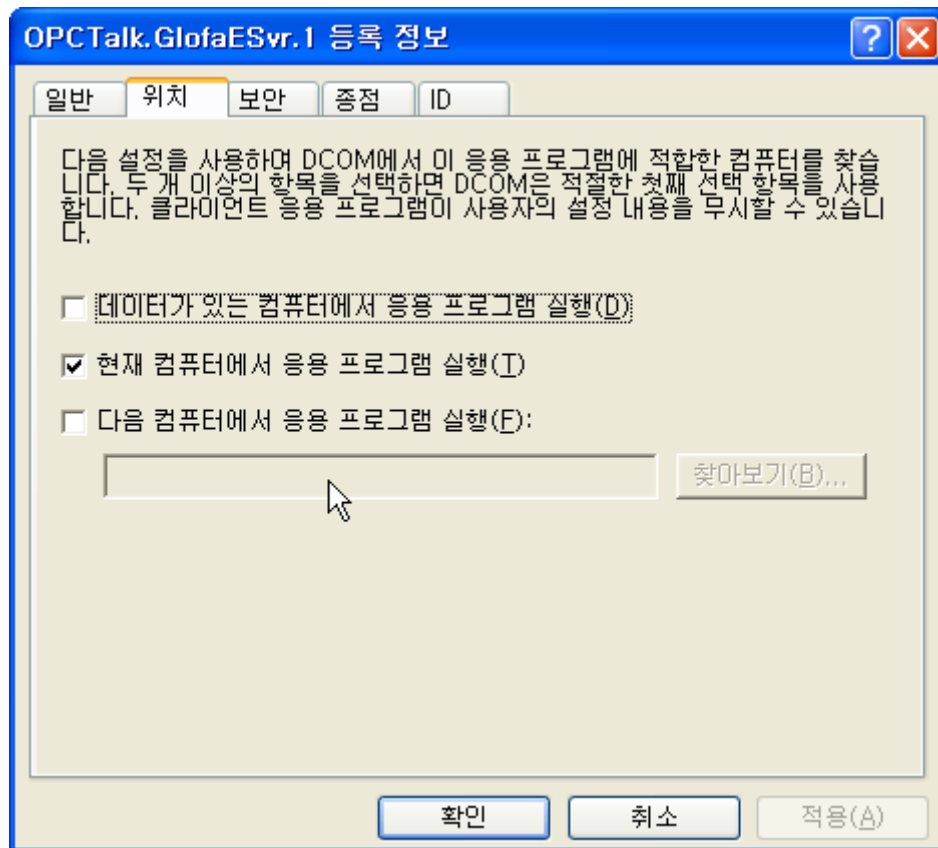 OPCTalk.GlofaESvr.1 등록 정보
일반 위치 보안 종점 ID
다음 설정을 사용하며 DCOM에서 이 응용 프로그램에 적합한 컴퓨터를 찾습
니다. 두 개 이상의 항목을 선택하면 DCOM은 적절한 첫째 선택 항목을 사용
합니다. 클라이언트 응용 프로그램이 사용자의 설정 내용을 무시할 수 있습니
다.
데이터가 있는 컴퓨터에서 응용 프로그램 실행(D)
현재 컴퓨터에서 응용 프로그램 실행(T)
다음 컴퓨터에서 응용 프로그램 실행(F):
찾아보기(B)...
확인 취소 적용(A)